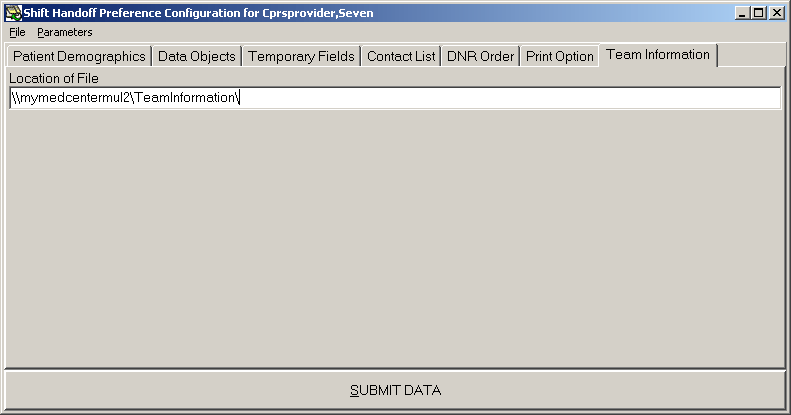 Shift Handoff Preference Configuration for Cprsprovider,Seven
File Parameters
Patient Demographics Data Objects Temporary Fields Contact List DNR Order Print Option Team Information
Location of File
\\mymedcentermul2\TeamInformation\
SUBMIT DATA